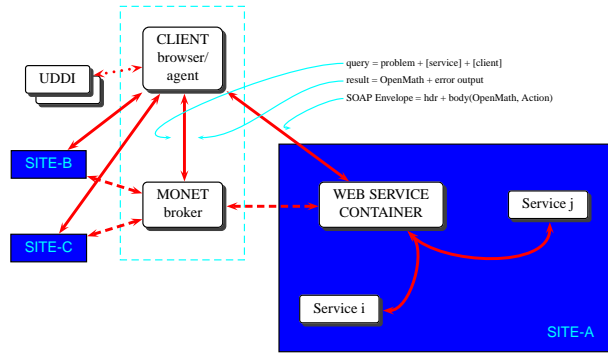 CLIENT
browser/
agent
UDDI
query = problem + [service] + [client]
result = OpenMath + error output
SOAP Envelope = hdr + body(OpenMath, Action)
SITE-B
MONET
broker
WEB SERVICE
CONTAINER
Service j
SITE-C
Service i
SITE-A